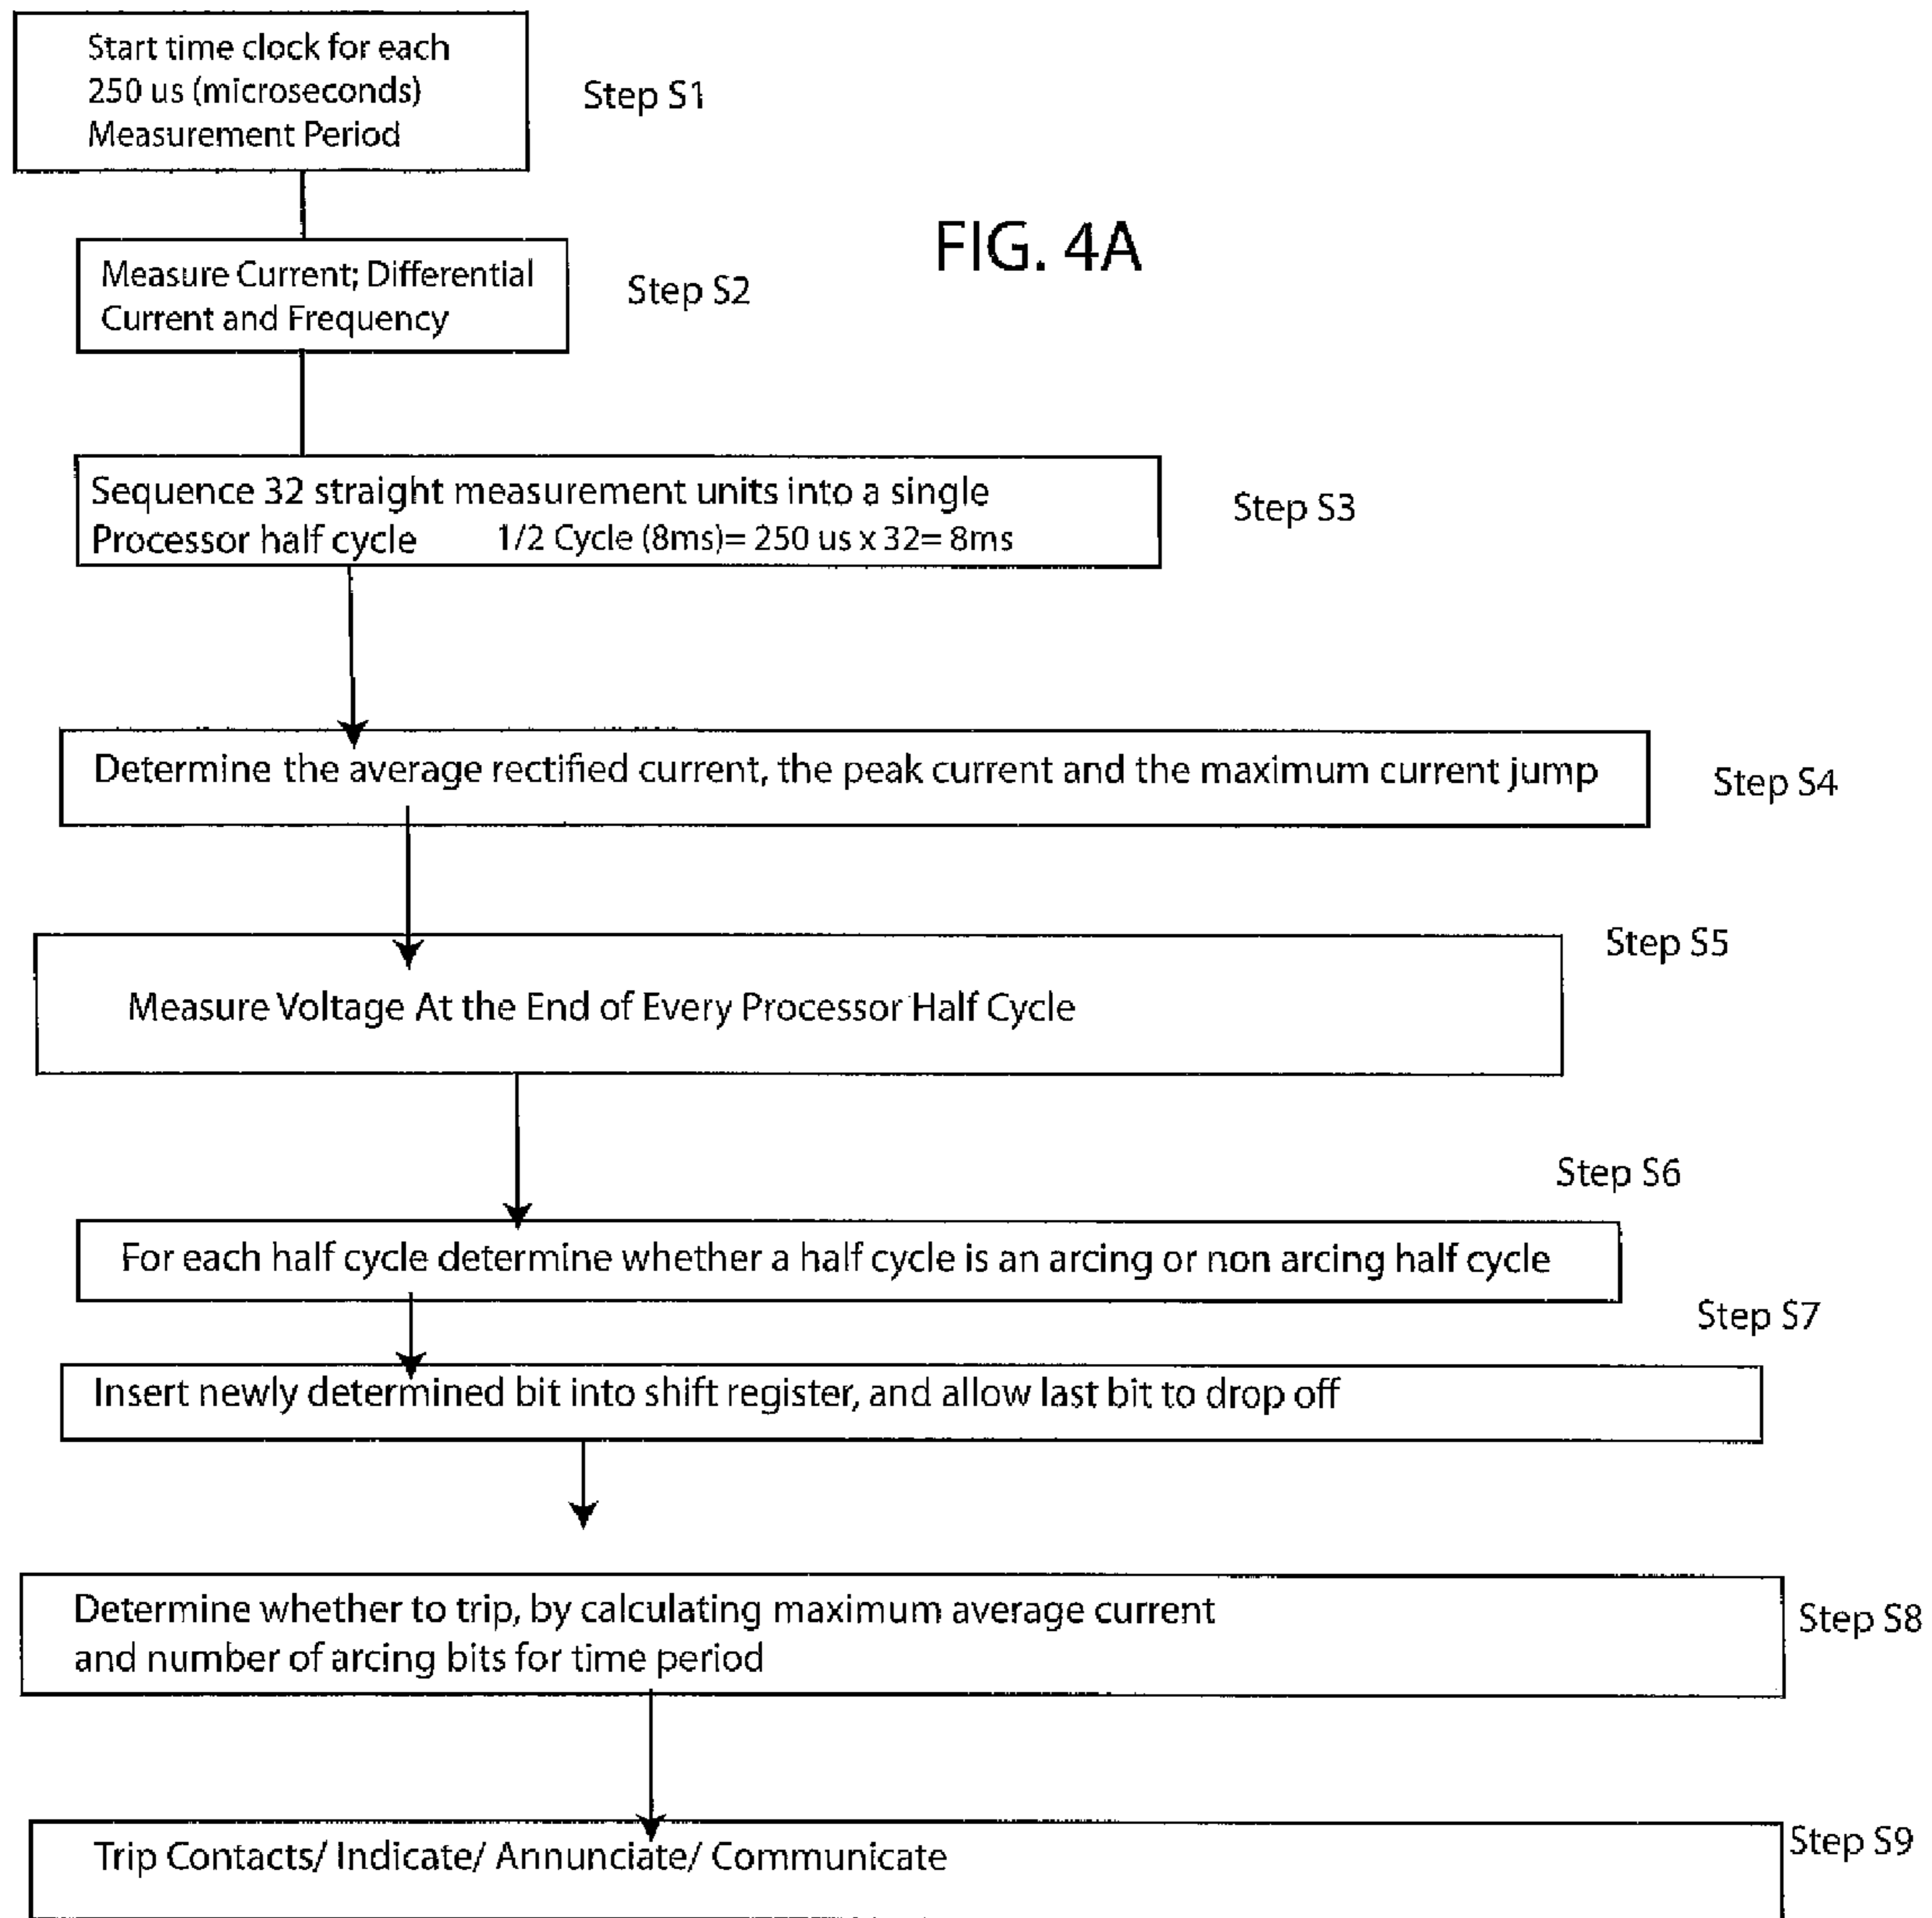 Start time clock for each
250 us (microseconds)
Measurement Period
Step S1
FIG. 4A
Measure Current; Differential
Current and Frequency
Step S2
Sequence 32 straight measurement units into a single
Processor half cycle 1/2 Cycle (8ms)= 250 us x 32= 8ms
Step S3
Determine the average rectified current, the peak current and the maximum current jump
Step S4
Step S5
Measure Voltage At the End of Every Processor Half Cycle
Step S6
For each half cycle determine whether a half cycle is an arcing or non arcing half cycle
Step S7
Insert newly determined bit into shift register, and allow last bit to drop off
Determine whether to trip, by calculating maximum average current
and number of arcing bits for time period
Step S8
Trip Contacts/ Indicate/ Annunciate/ Communicate
Step S9